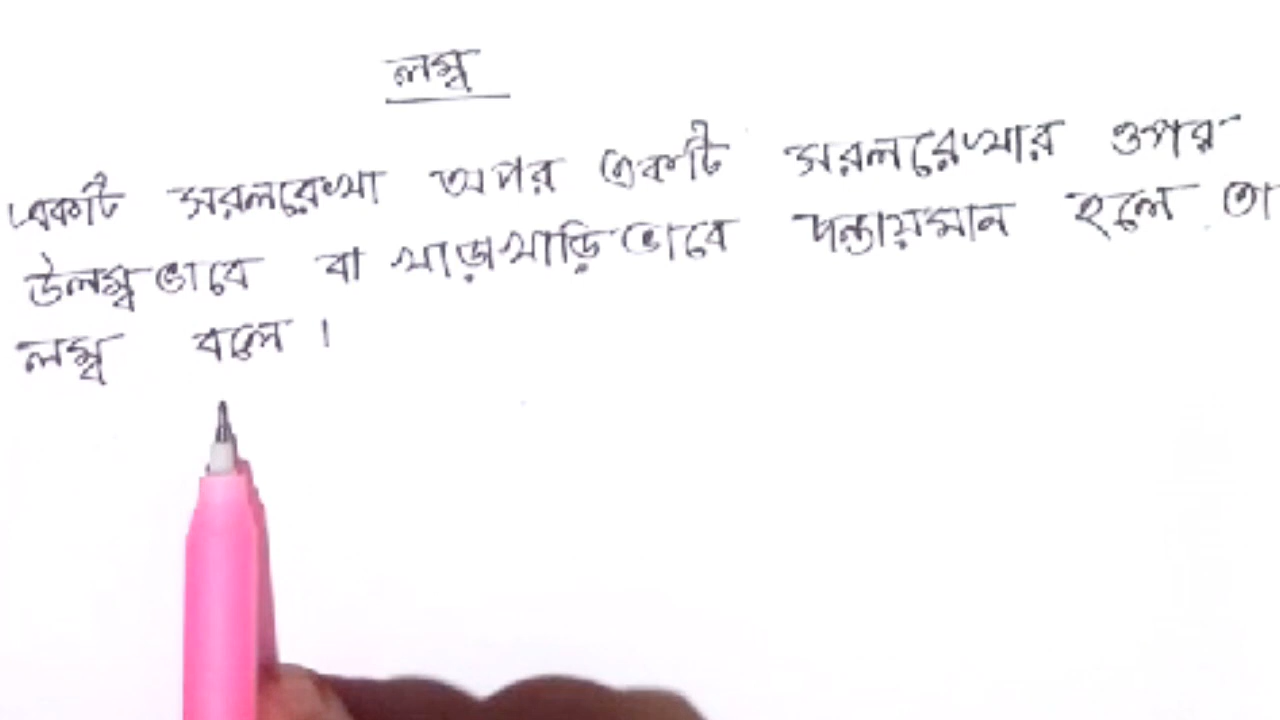 লম্ব
একটি সরলরেখা অপর একটি সরলরেখার ওপর
উলম্বভাবে বা খাড়াখাড়িভাবে দন্ডায়মান হলে তা
লম্ব বলে।